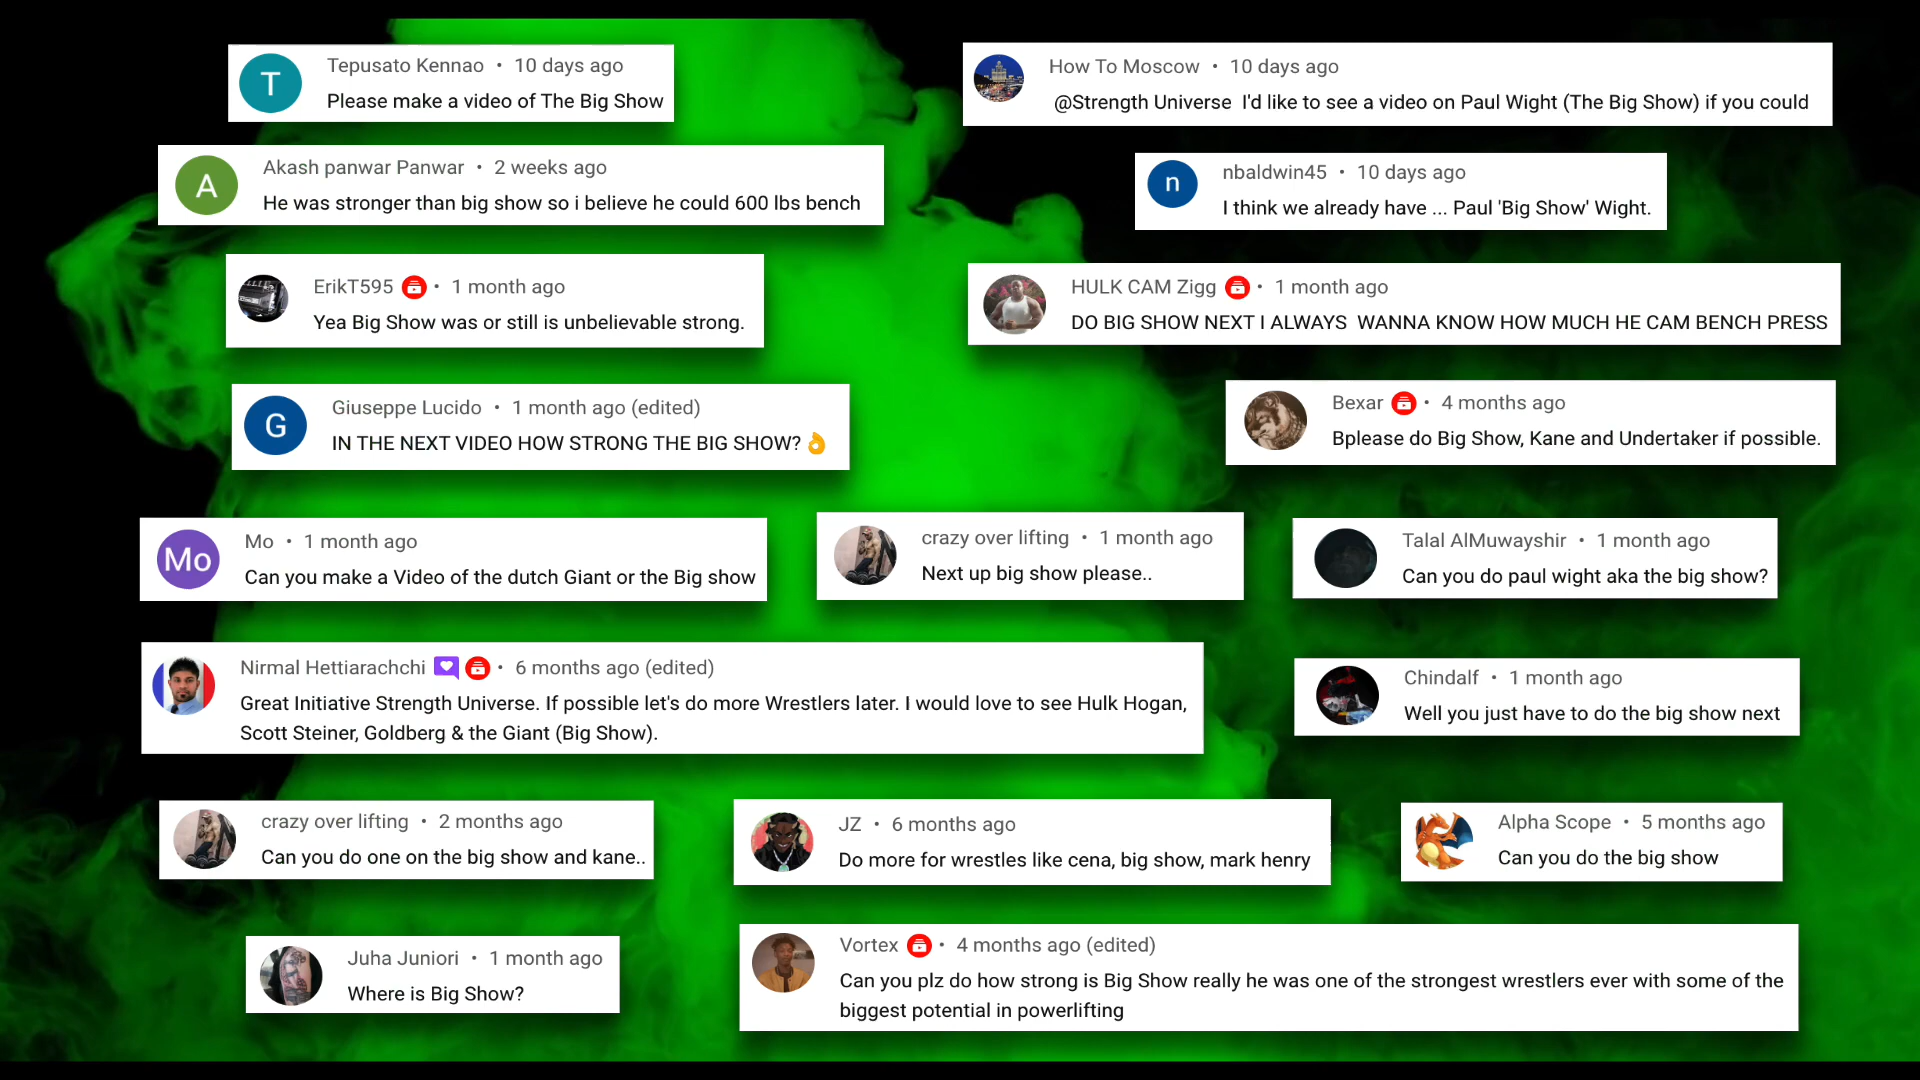 T
Tepusato Kennao • 10 days ago
Please make a video of The Big Show
How To Moscow • 10 days ago
@Strength Universe I'd like to see a video on Paul Wight (The Big Show) if you could
A
Akash panwar Panwar • 2 weeks ago
He was stronger than big show so i believe he could 600 lbs bench
n
nbaldwin45 • 10 days ago
I think we already have ... Paul 'Big Show' Wight.
ErikT595 • 1 month ago
Yea Big Show was or still is unbelievable strong.
HULK CAM Zigg • 1 month ago
DO BIG SHOW NEXT I ALWAYS WANNA KNOW HOW MUCH HE CAM BENCH PRESS
G
Giuseppe Lucido • 1 month ago (edited)
IN THE NEXT VIDEO HOW STRONG THE BIG SHOW?👌
Bexar • 4 months ago
Bplease do Big Show, Kane and Undertaker if possible.
Mo
Mo • 1 month ago
Can you make a Video of the dutch Giant or the Big show
crazy over lifting • 1 month ago
Next up big show please..
Talal AlMuwayshir • 1 month ago
Can you do paul wight aka the big show?
Nirmal Hettiarachchi • 6 months ago (edited)
Great Initiative Strength Universe. If possible let's do more Wrestlers later. I would love to see Hulk Hogan,
Scott Steiner, Goldberg & the Giant (Big Show).
Chindalf • 1 month ago
Well you just have to do the big show next
crazy over lifting • 2 months ago
Can you do one on the big show and kane..
JZ • 6 months ago
Do more for wrestles like cena, big show, mark henry
Alpha Scope • 5 months ago
Can you do the big show
Juha Juniori • 1 month ago
Where is Big Show?
Vortex • 4 months ago (edited)
Can you plz do how strong is Big Show really he was one of the strongest wrestlers ever with some of the
biggest potential in powerlifting